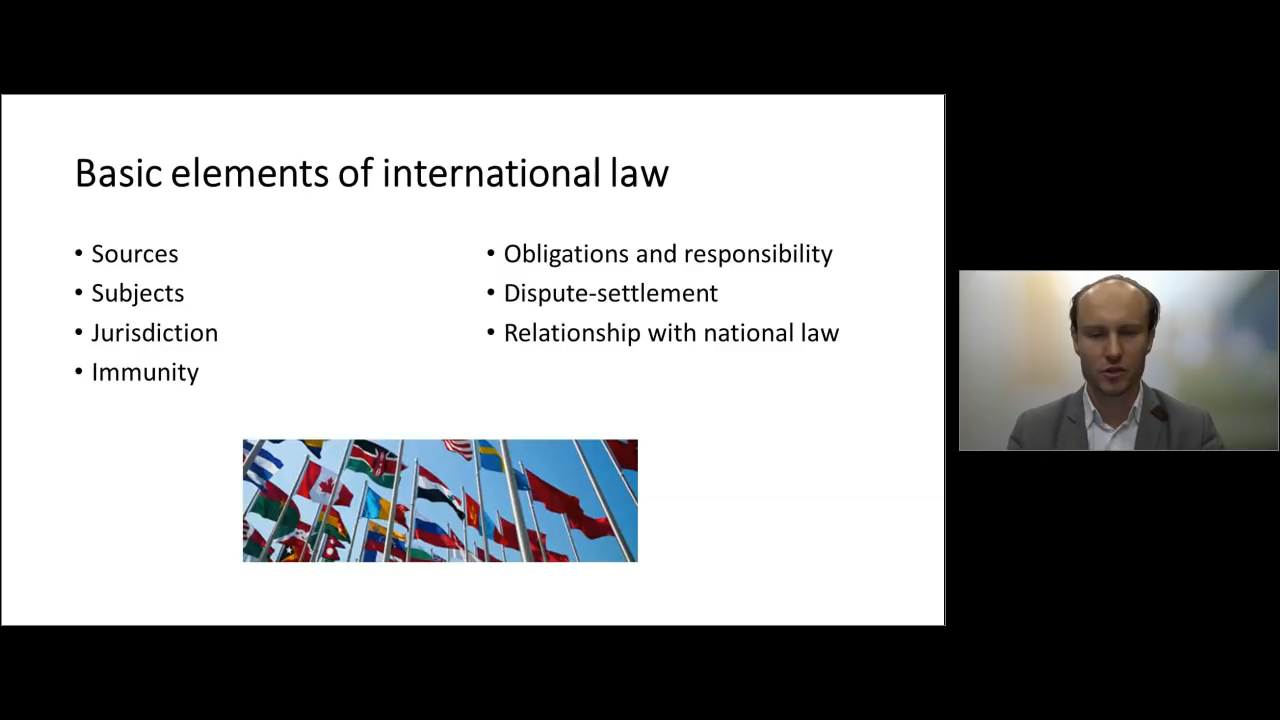 Basic elements of international law
• Sources
• Subjects
• Jurisdiction
• Immunity
• Obligations and responsibility
• Dispute-settlement
• Relationship with national law